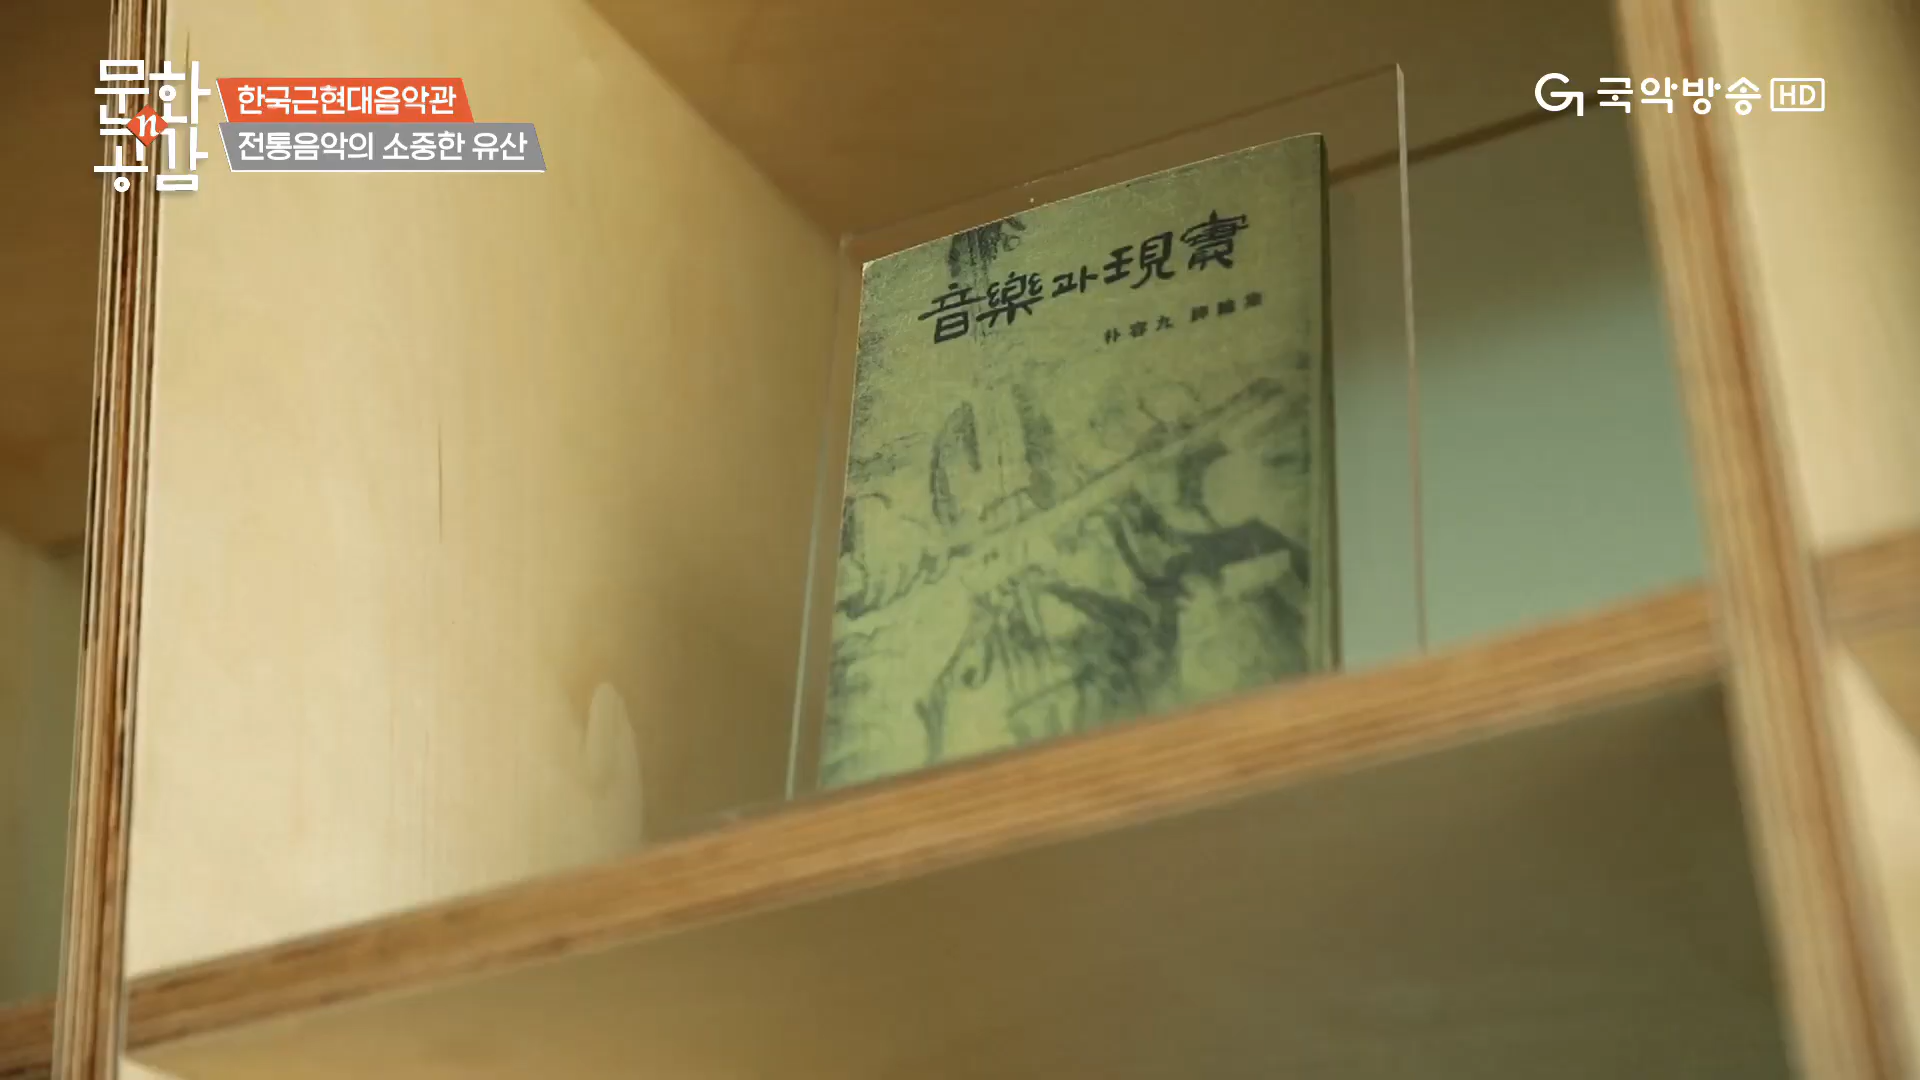 문화
n
공감
한국근현대음악관
전통음악의 소중한 유산
국악방송 HD
音樂과 現實
朴容九 評論集